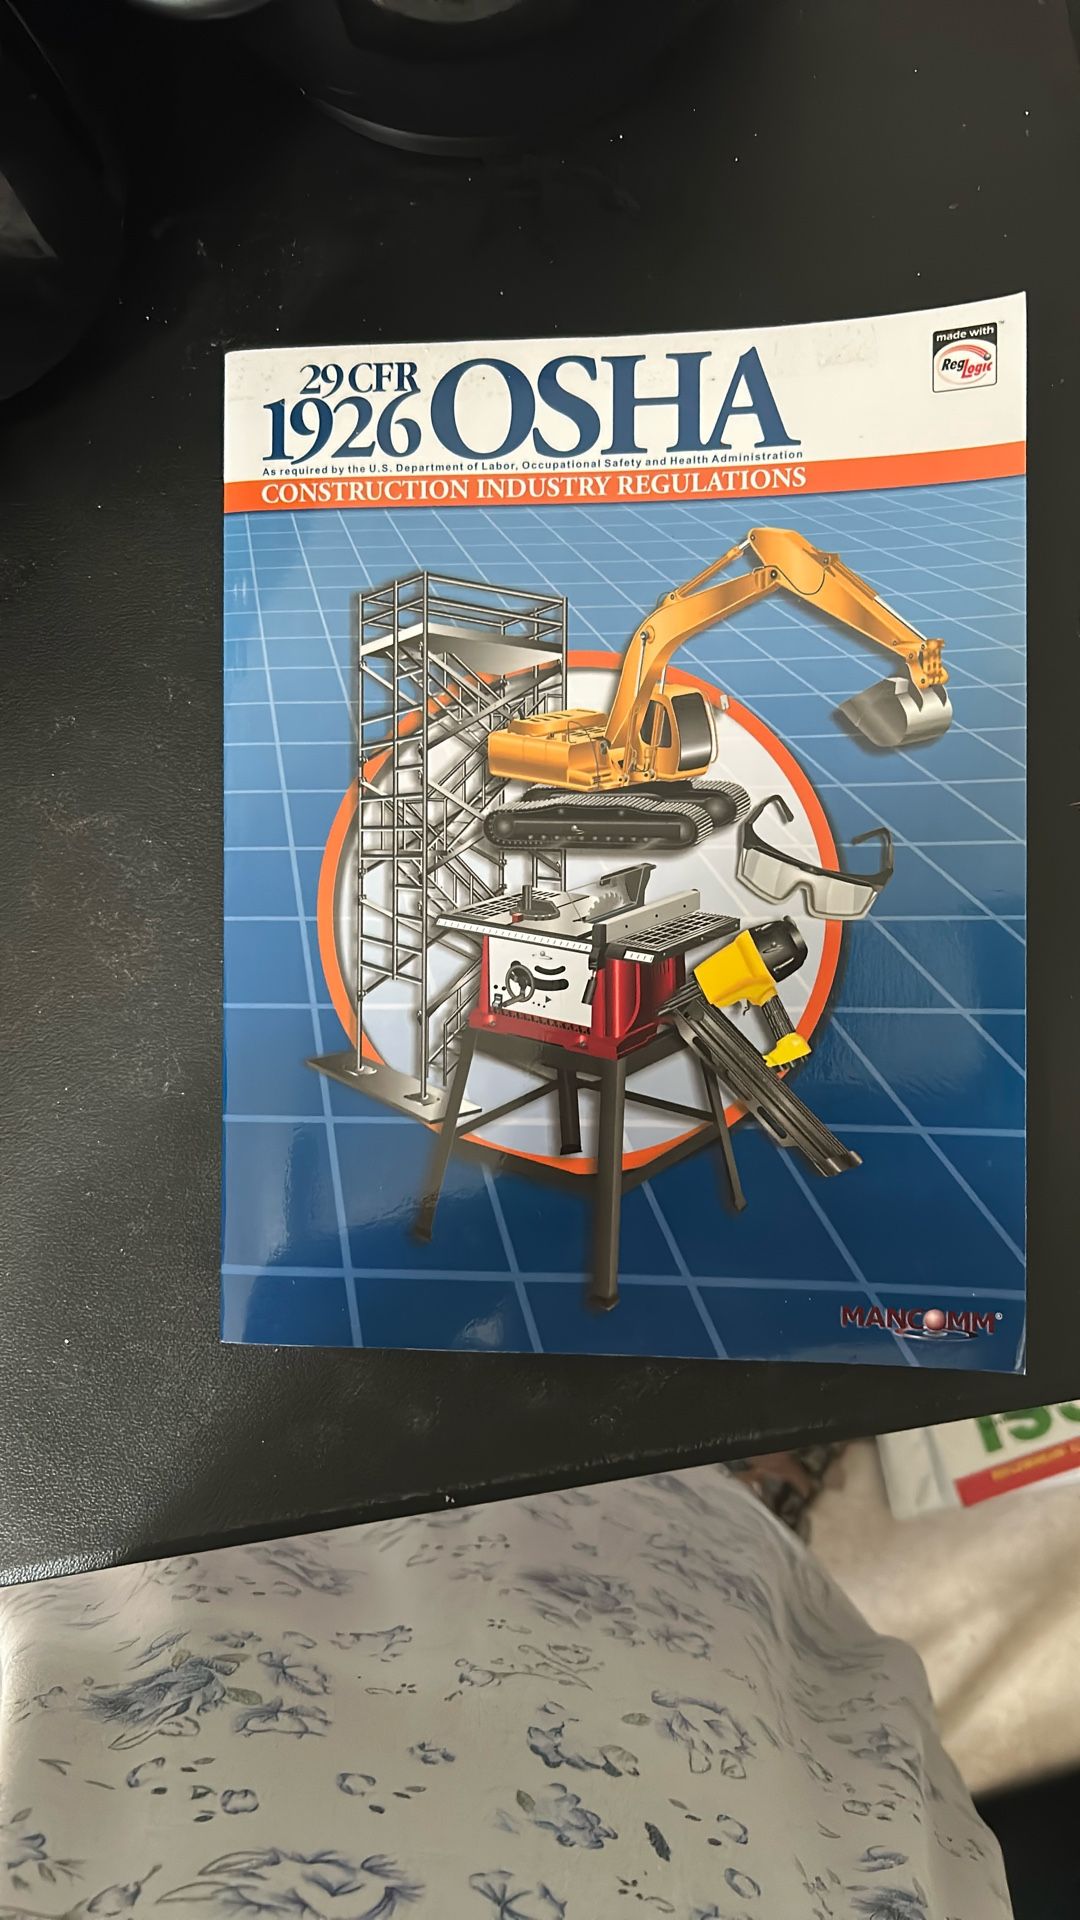 made with
RegLogic
29 CFR
1926 OSHA
As required by the U.S. Department of Labor, Occupational Safety and Health Administration
CONSTRUCTION INDUSTRY REGULATIONS
MANCOMM®